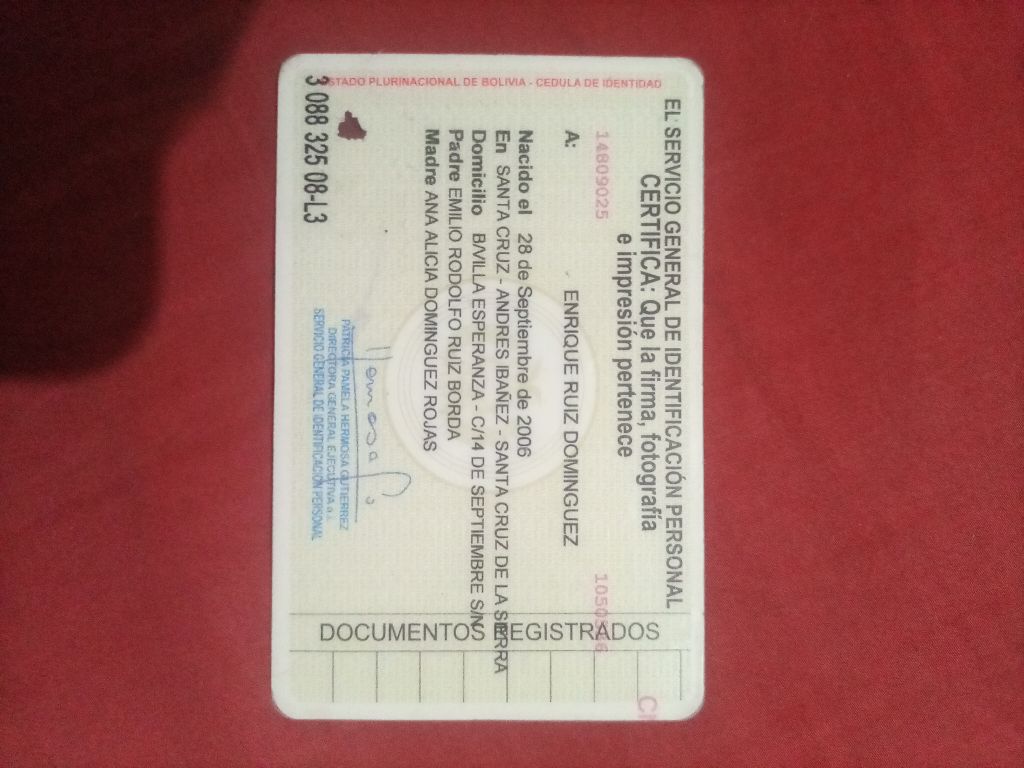 ESTADO PLURINACIONAL DE BOLIVIA - CEDULA DE IDENTIDAD
EL SERVICIO GENERAL DE IDENTIFICACIÓN PERSONAL
CERTIFICA: Que la firma, fotografía
e impresión pertenece
14809025
A: ENRIQUE RUIZ DOMINGUEZ
Nacido el 28 de Septiembre de 2006
En SANTA CRUZ - ANDRES IBAÑEZ - SANTA CRUZ DE LA SIERRA
Domicilio B/VILLA ESPERANZA - C/14 DE SEPTIEMBRE S/N
Padre EMILIO RODOLFO RUIZ BORDA
Madre ANA ALICIA DOMINGUEZ ROJAS
PATRICIA PAMELA HERMOSA GUTIERREZ
DIRECTORA GENERAL EJECUTIVA a.i.
SERVICIO GENERAL DE IDENTIFICACIÓN PERSONAL
3 088 325 08-L3
DOCUMENTOS REGISTRADOS